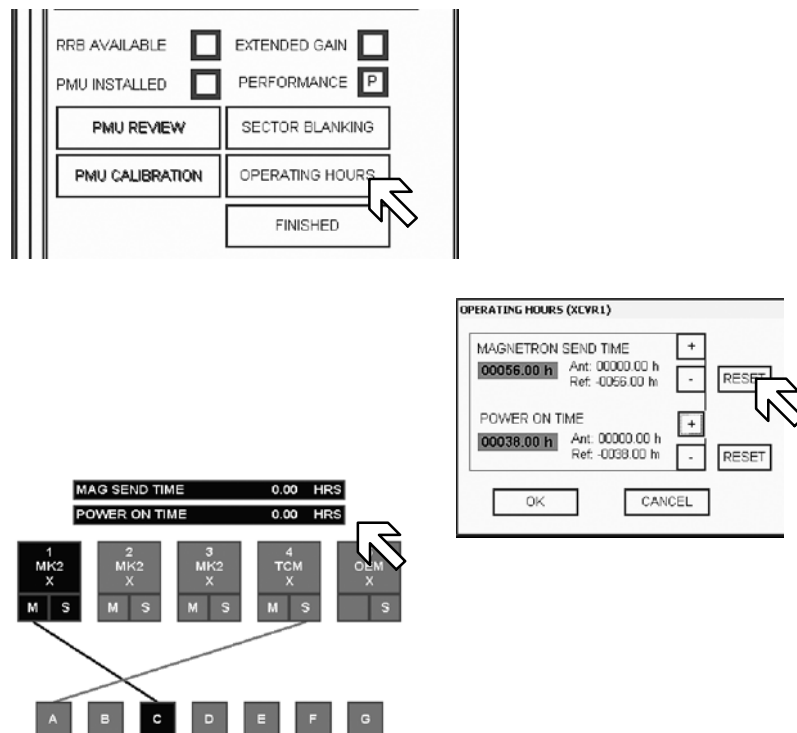 RRB AVAILABLE EXTENDED GAIN
PMU INSTALLED PERFORMANCE P
PMU REVIEW SECTOR BLANKING
PMU CALIBRATION OPERATING HOURS
FINISHED
OPERATING HOURS (XCVR1)
MAGNETRON SEND TIME +
00056.00 h Ant: 00000.00 h
Ref: -0056.00 h - RESET
POWER ON TIME +
00038.00 h Ant: 00000.00 h
Ref: -0038.00 h - RESET
OK CANCEL
MAG SEND TIME 0.00 HRS
POWER ON TIME 0.00 HRS
1 2 3 4
MK2 MK2 MK2 TCM OEM
X X X X X
M S M S M S M S S
A B C D E F G